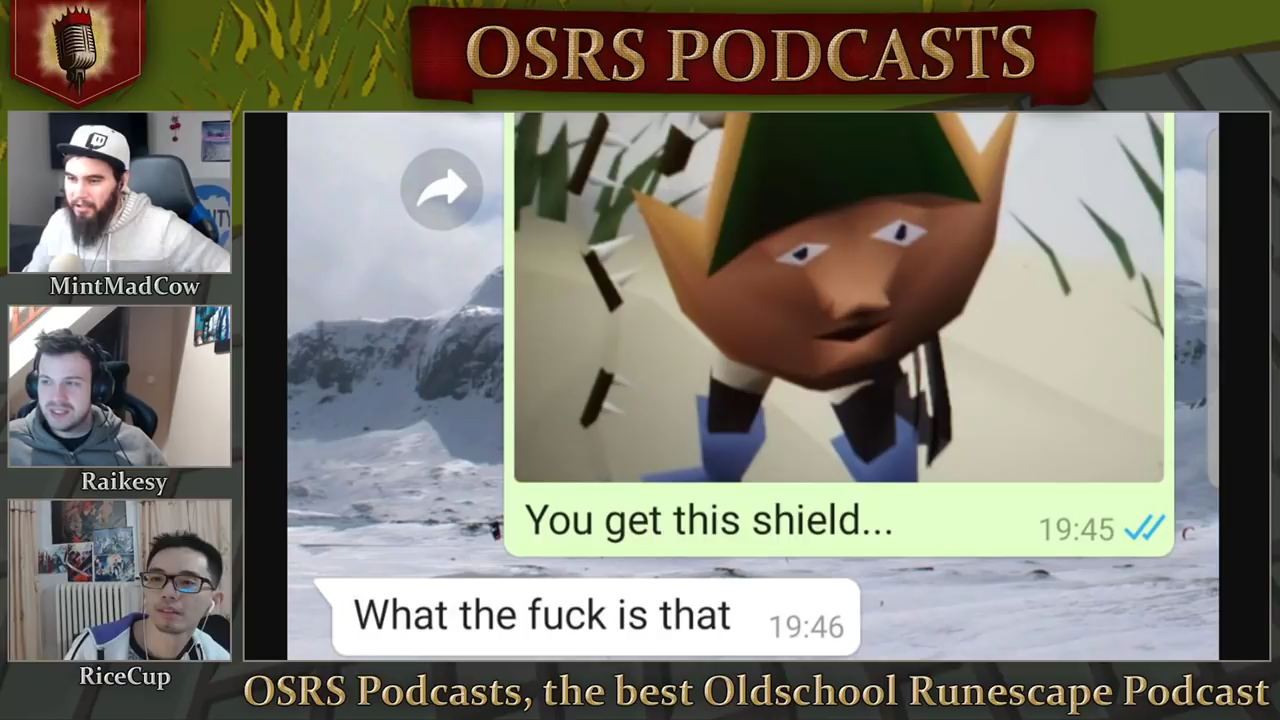 OSRS PODCASTS
MintMadCow
Raikesy
RiceCup
You get this shield...
19:45
What the fuck is that
19:46
OSRS Podcasts, the best Oldschool Runescape Podcast